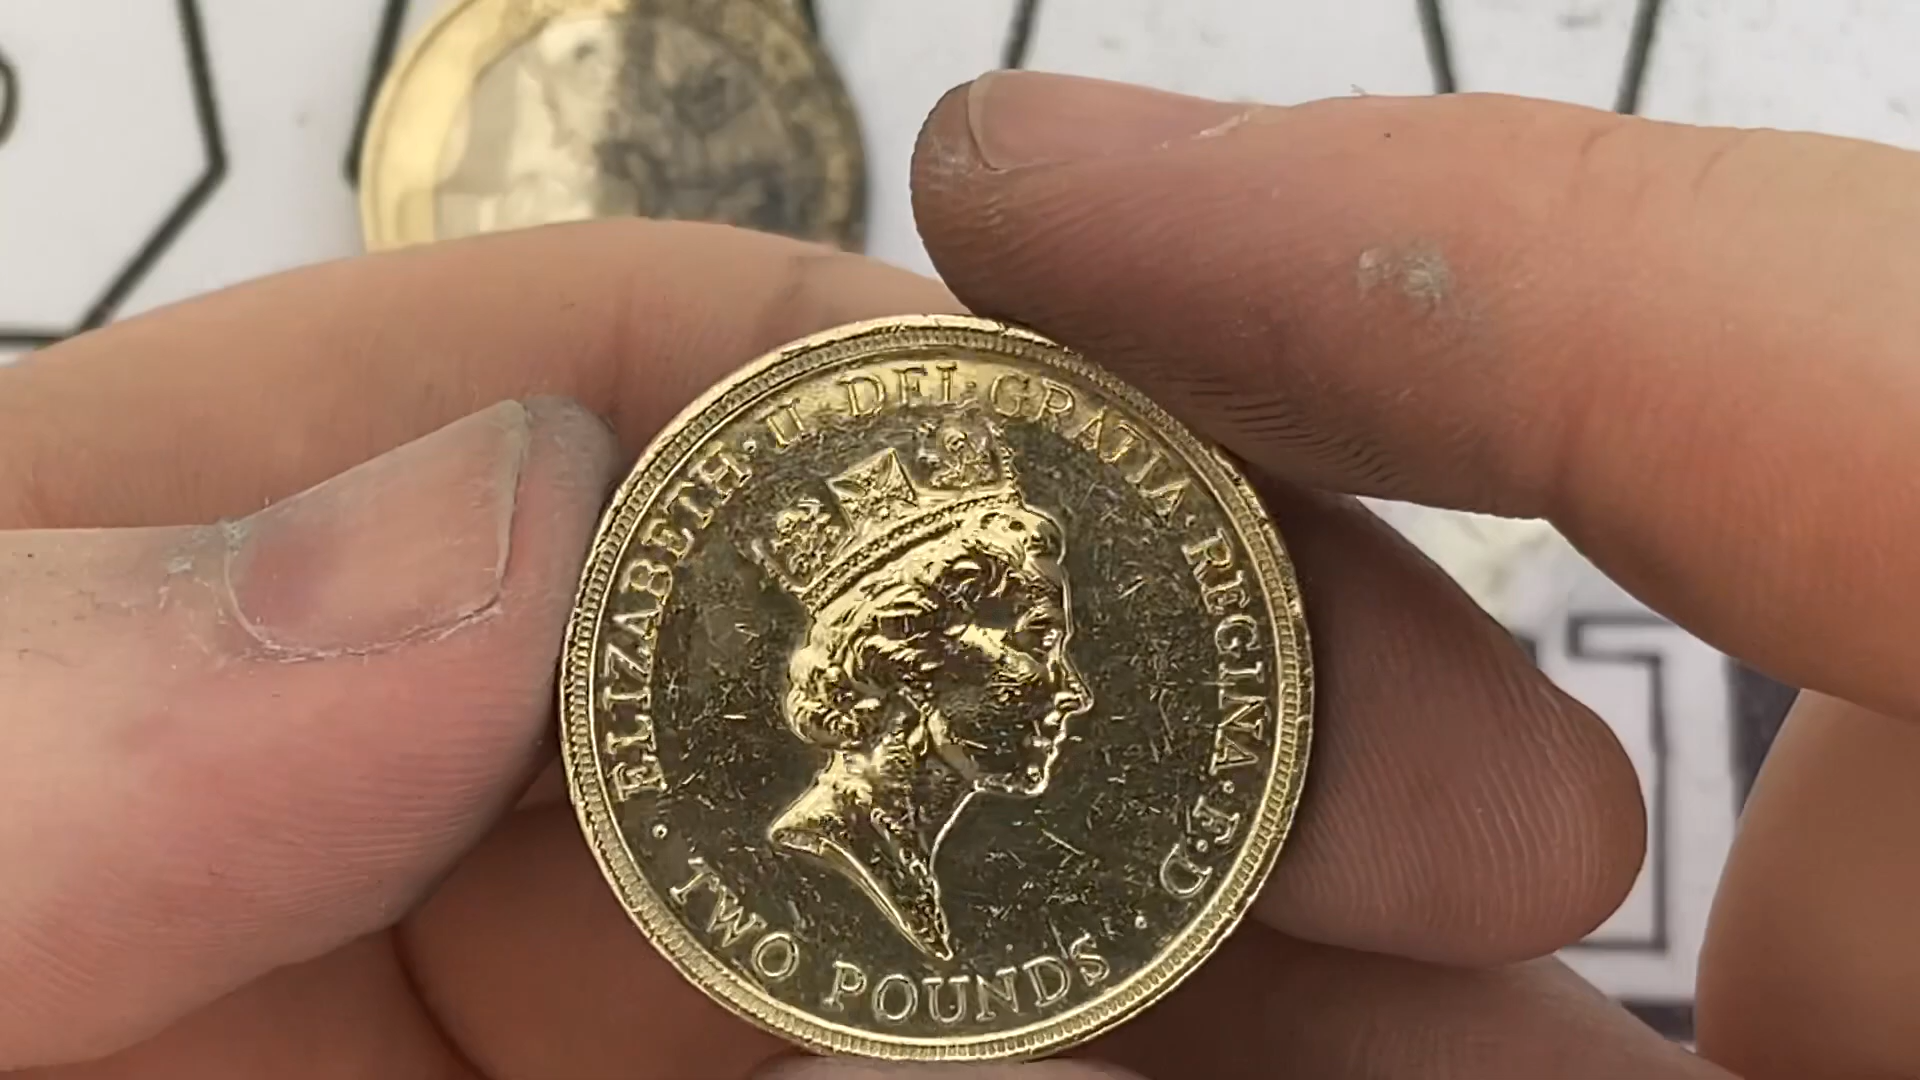 ELIZABETH · II · DEI · GRATIA · REGINA · F · D ·
TWO POUNDS